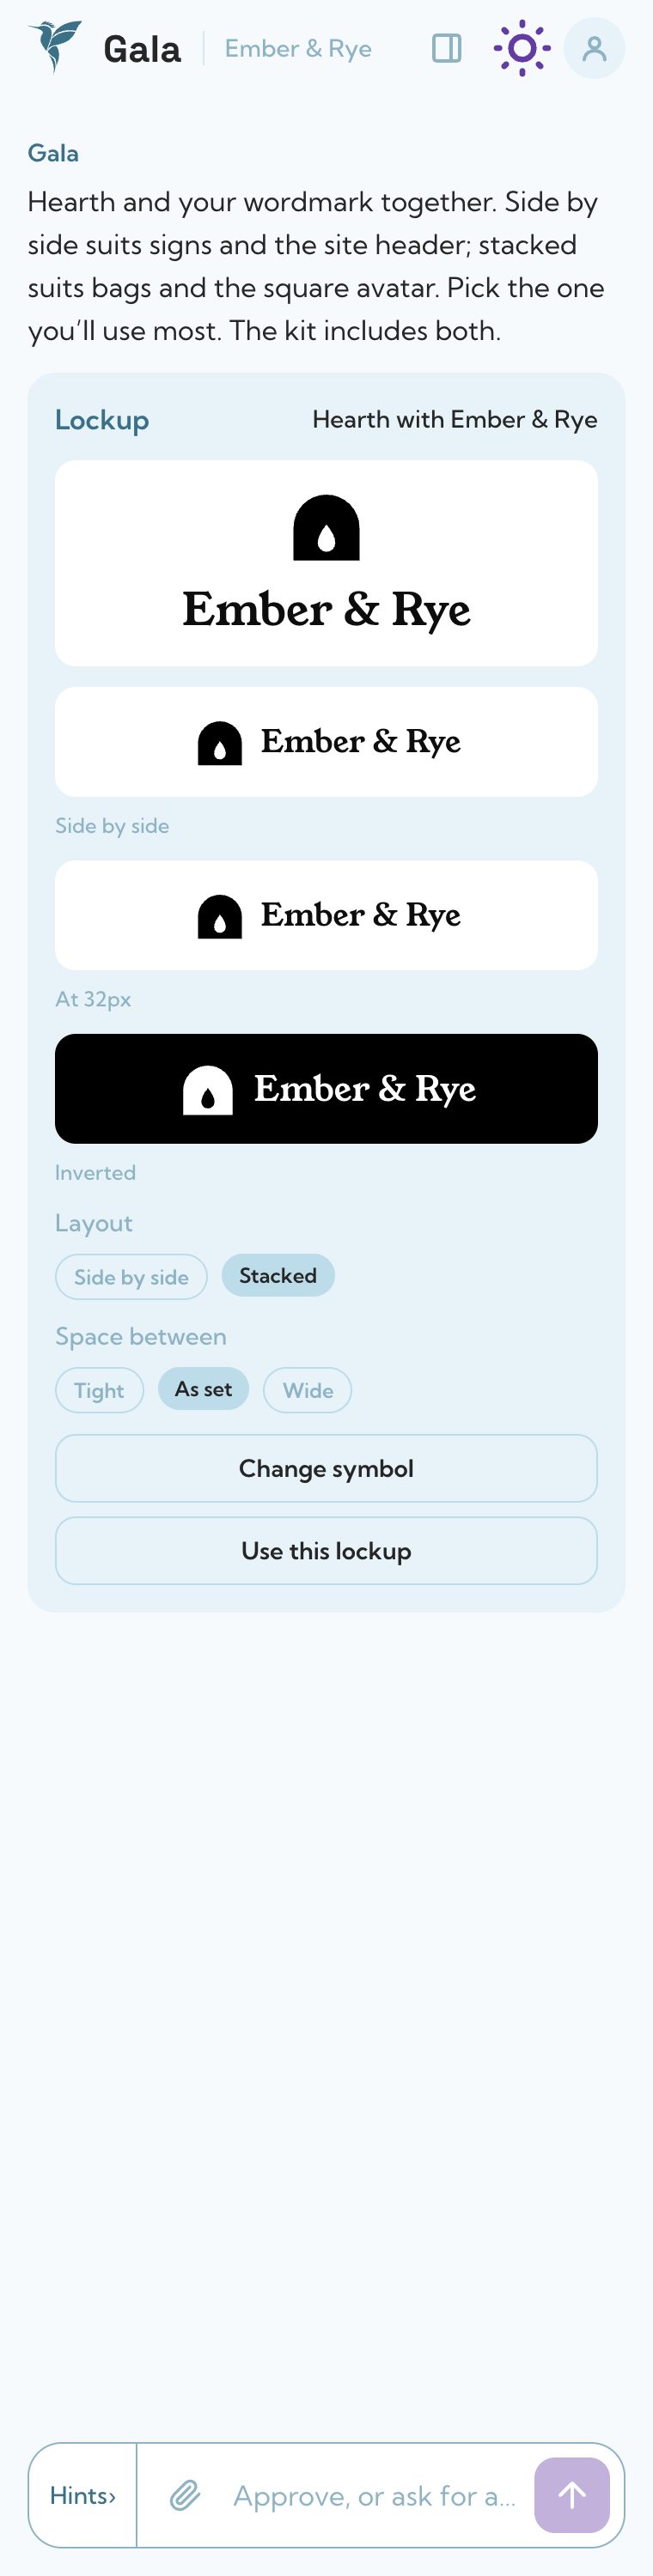 Gala
Ember & Rye
Gala
Hearth and your wordmark together. Side by
side suits signs and the site header; stacked
suits bags and the square avatar. Pick the one
you’ll use most. The kit includes both.
Lockup
Hearth with Ember & Rye
Ember & Rye
Ember & Rye
Side by side
Ember & Rye
At 32px
Ember & Rye
Inverted
Layout
Side by side
Stacked
Space between
Tight
As set
Wide
Change symbol
Use this lockup
Hints›
Approve, or ask for a...